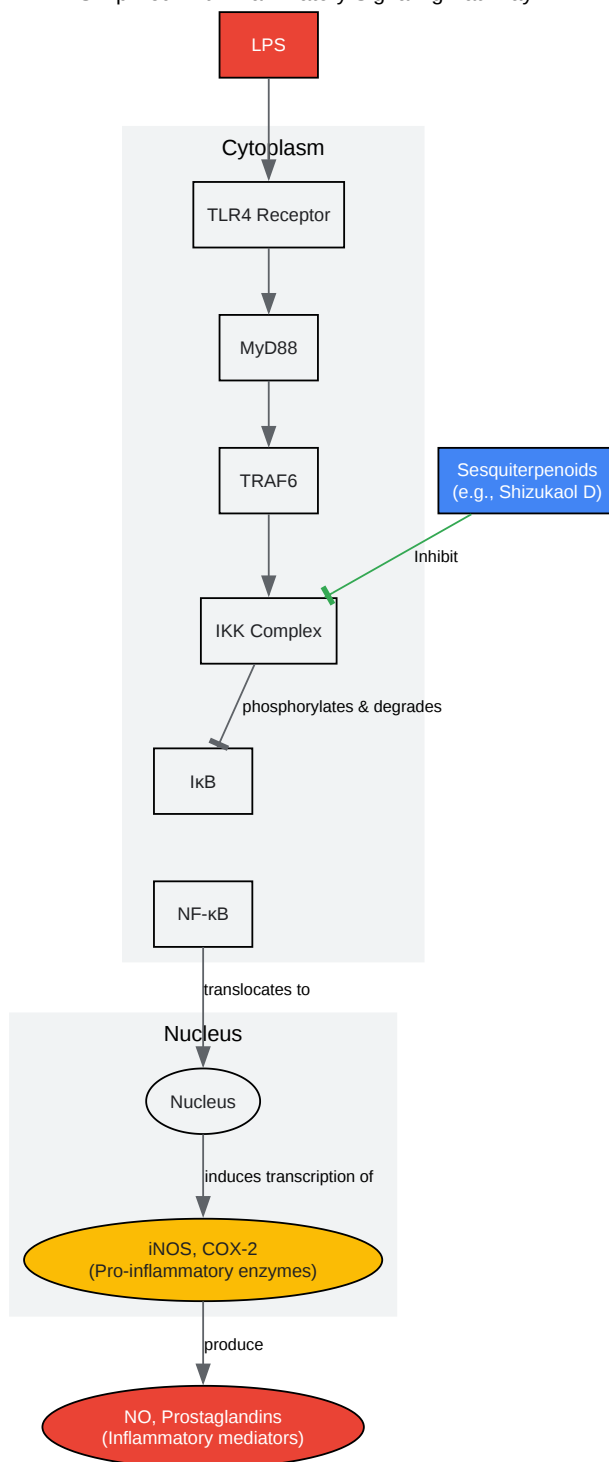 LPS
Cytoplasm
TLR4 Receptor
MyD88
TRAF6
Sesquiterpenoids
(e.g., Shizukaol D)
Inhibit
IKK Complex
phosphorylates & degrades
IκB
NF-κB
translocates to
Nucleus
Nucleus
induces transcription of
iNOS, COX-2
(Pro-inflammatory enzymes)
produce
NO, Prostaglandins
(Inflammatory mediators)